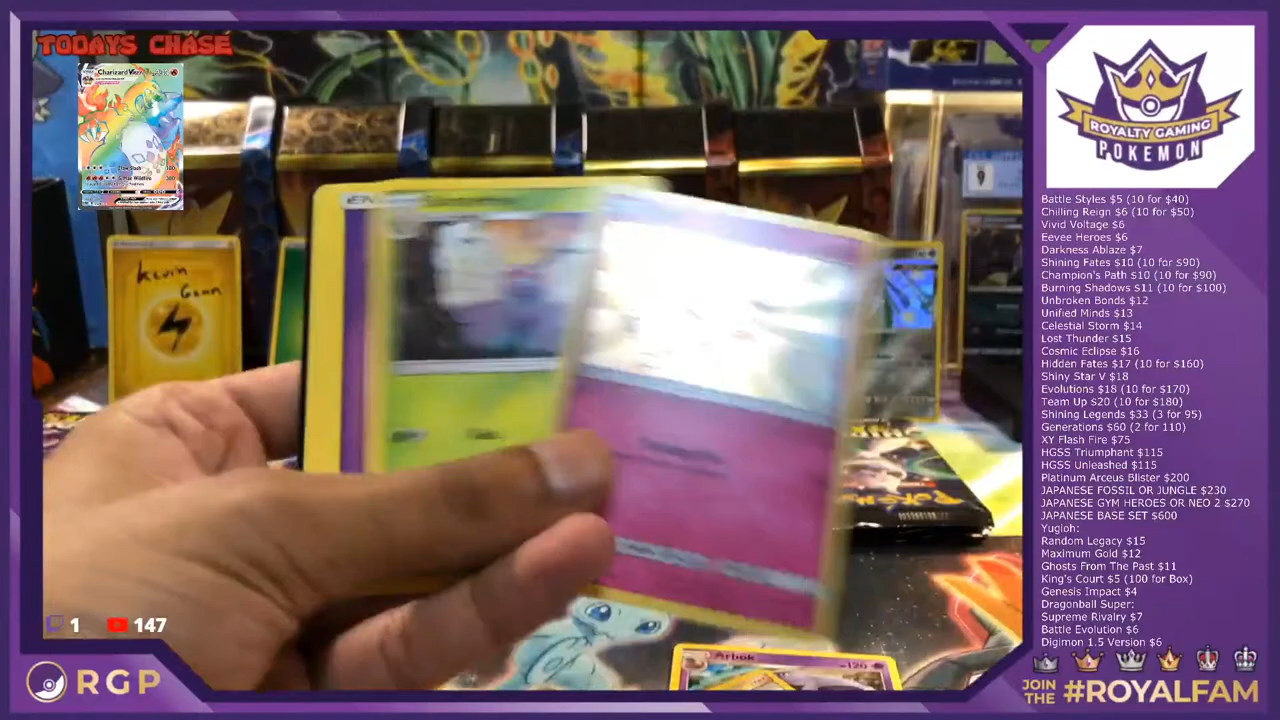 TODAYS CHASE
Charizard
G-Max Wildfire 300
Kevin
Gann
Arbok 120
1 147
RGP
ROYALTY GAMING
POKEMON
Battle Styles $5 (10 for $40)
Chilling Reign $6 (10 for $50)
Vivid Voltage $6
Eevee Heroes $6
Darkness Ablaze $7
Shining Fates $10 (10 for $90)
Champion's Path $10 (10 for $90)
Burning Shadows $11 (10 for $100)
Unbroken Bonds $12
Unified Minds $13
Celestial Storm $14
Lost Thunder $15
Cosmic Eclipse $16
Hidden Fates $17 (10 for $160)
Shiny Star V $18
Evolutions $18 (10 for $170)
Team Up $20 (10 for $180)
Shining Legends $33 (3 for 95)
Generations $60 (2 for 110)
XY Flash Fire $75
HGSS Triumphant $115
HGSS Unleashed $115
Platinum Arceus Blister $200
JAPANESE FOSSIL OR JUNGLE $230
JAPANESE GYM HEROES OR NEO 2 $270
JAPANESE BASE SET $600
Yugioh:
Random Legacy $15
Maximum Gold $12
Ghosts From The Past $11
King's Court $5 (100 for Box)
Genesis Impact $4
Dragonball Super:
Supreme Rivalry $7
Battle Evolution $6
Digimon 1.5 Version $6
JOIN
THE #ROYALFAM